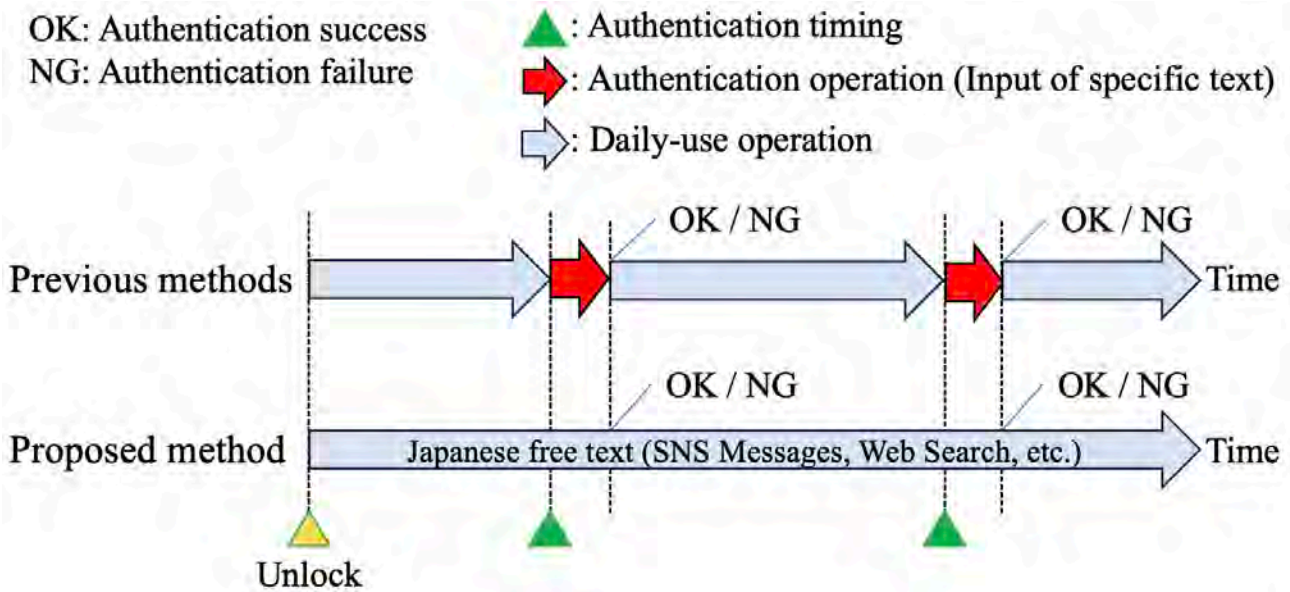 OK: Authentication success
NG: Authentication failure
: Authentication timing
: Authentication operation (Input of specific text)
: Daily-use operation
OK / NG
OK / NG
Previous methods
Time
OK / NG
OK / NG
Proposed method
Japanese free text (SNS Messages, Web Search, etc.)
Time
Unlock